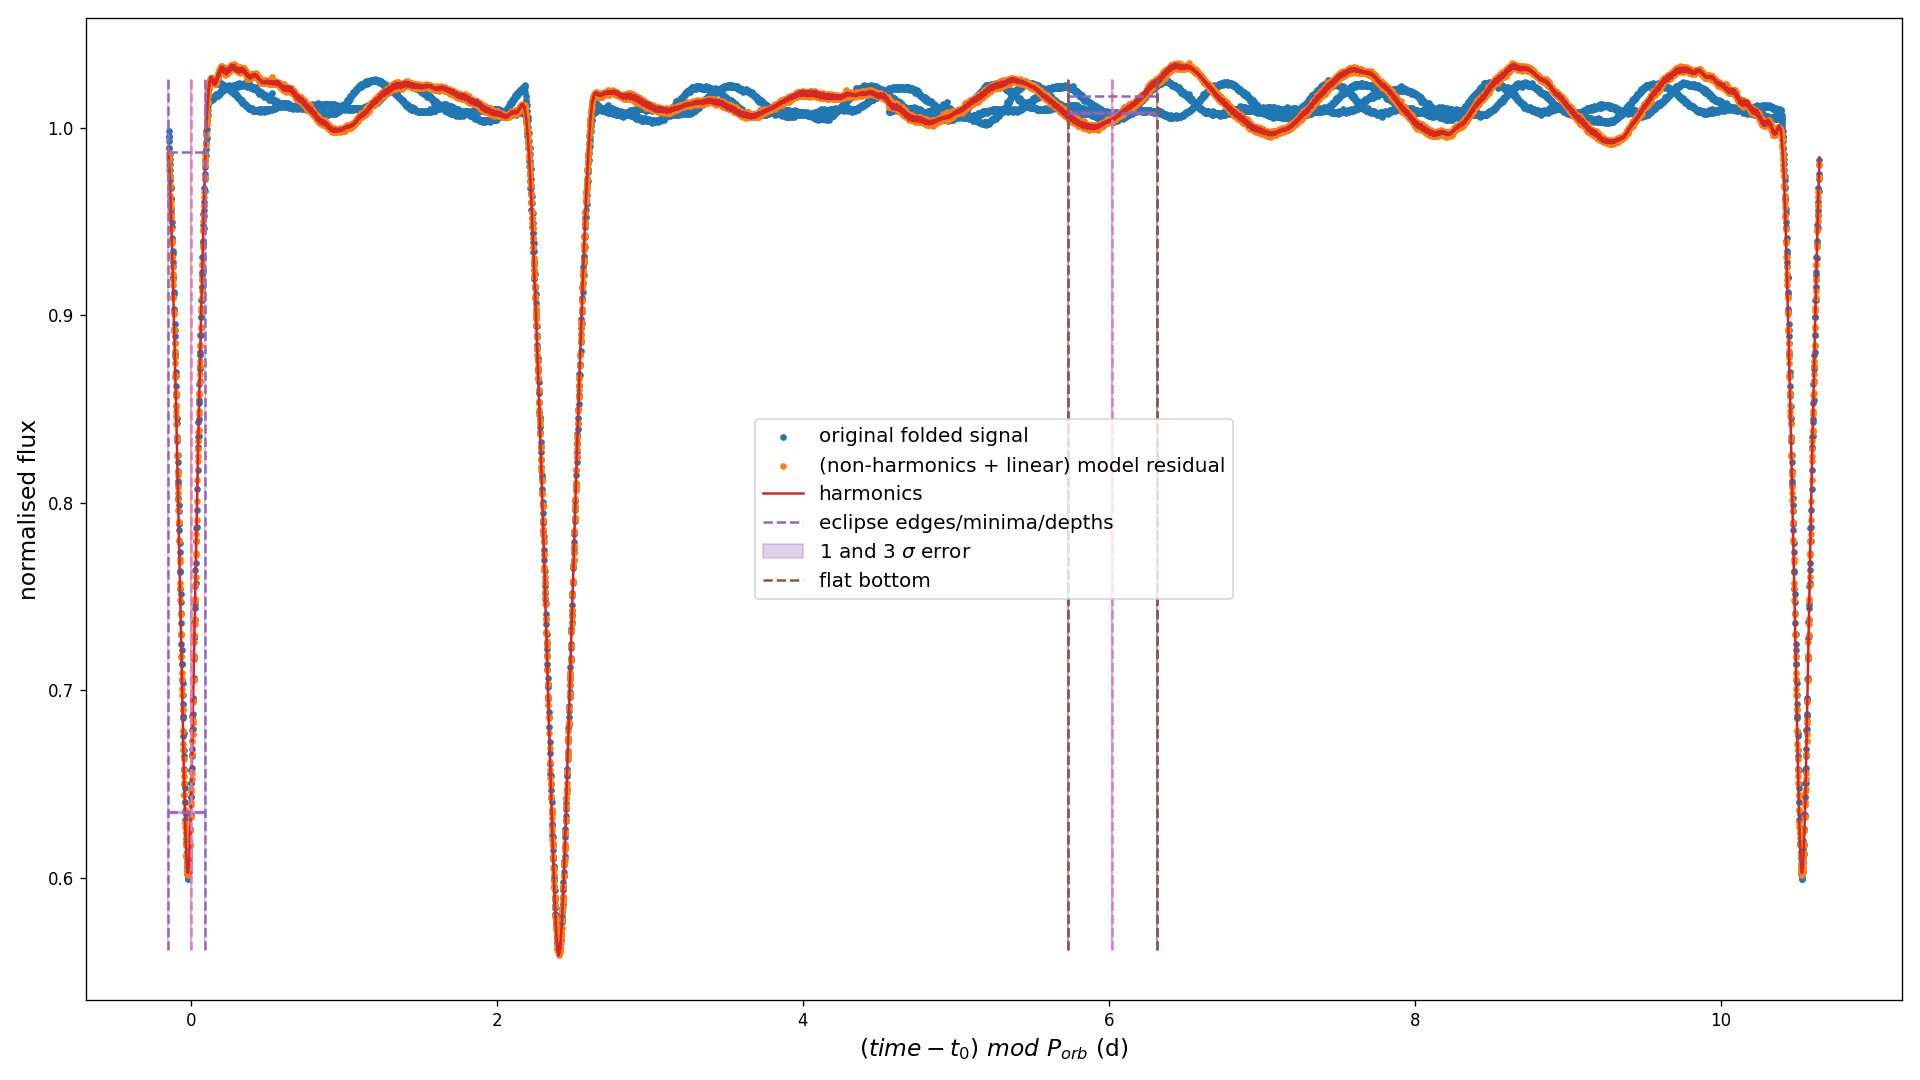 normalised flux
1.0
0.9
0.8
0.7
0.6
original folded signal
(non-harmonics + linear) model residual
harmonics
eclipse edges/minima/depths
1 and 3 σ error
flat bottom
0 2 4 6 8 10
(time − t₀) mod P_orb (d)